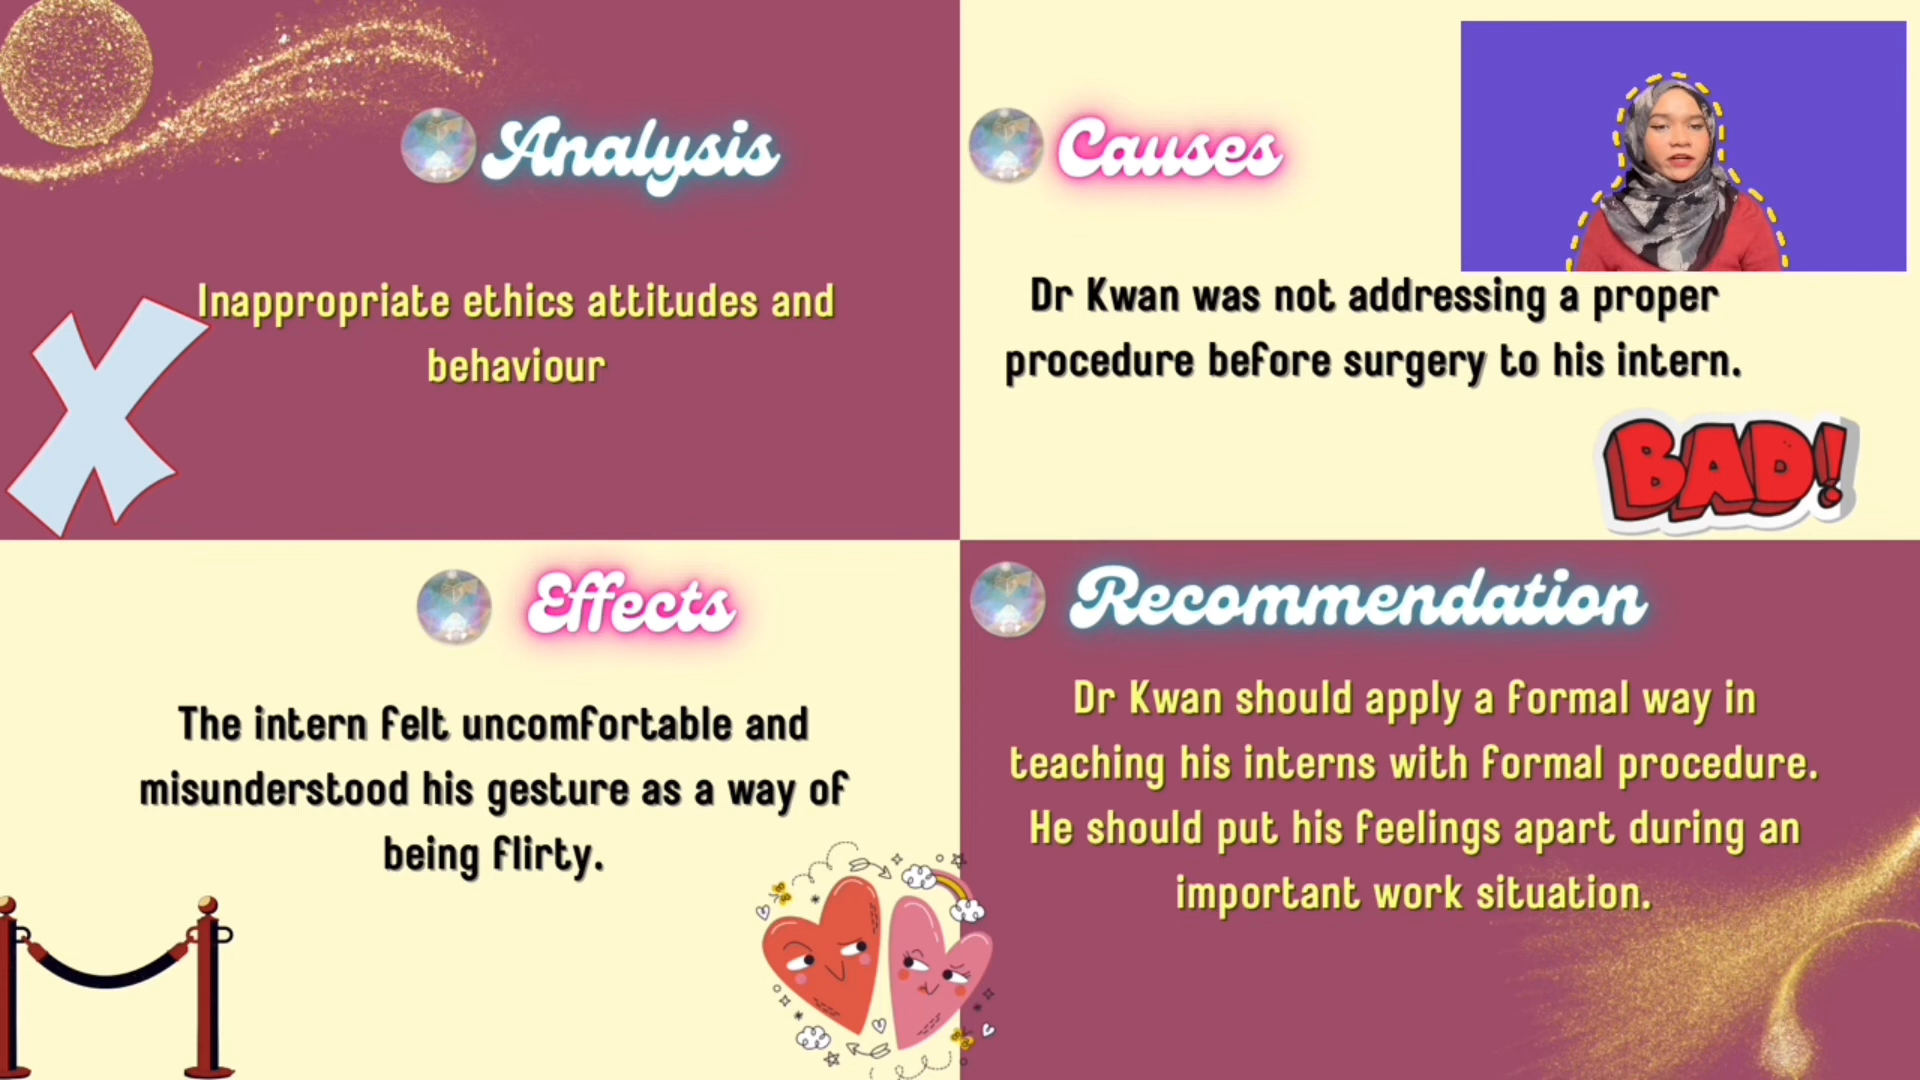 Analysis
Inappropriate ethics attitudes and
behaviour
Causes
Dr Kwan was not addressing a proper
procedure before surgery to his intern.
BAD!
Effects
The intern felt uncomfortable and
misunderstood his gesture as a way of
being flirty.
Recommendation
Dr Kwan should apply a formal way in
teaching his interns with formal procedure.
He should put his feelings apart during an
important work situation.